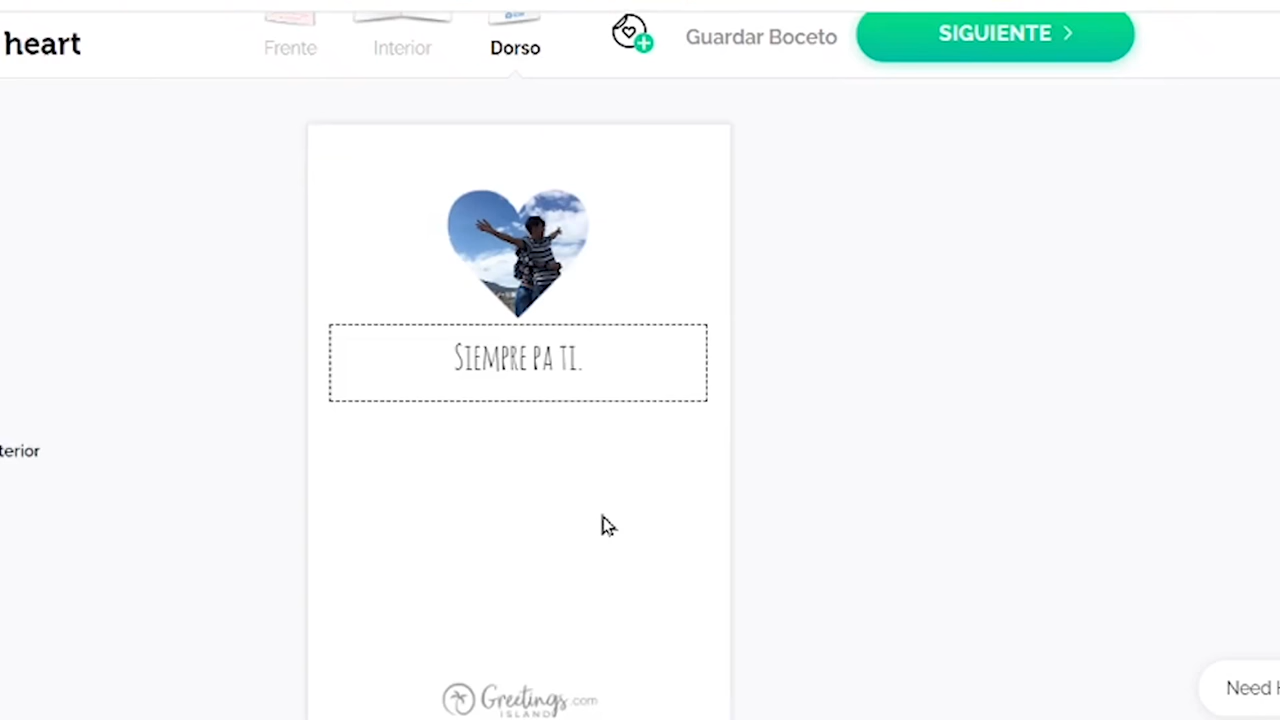 heart
Frente
Interior
Dorso
Guardar Boceto
SIGUIENTE
SIEMPRE PA TI.
terior
Greetings.com
ISLAND
Need